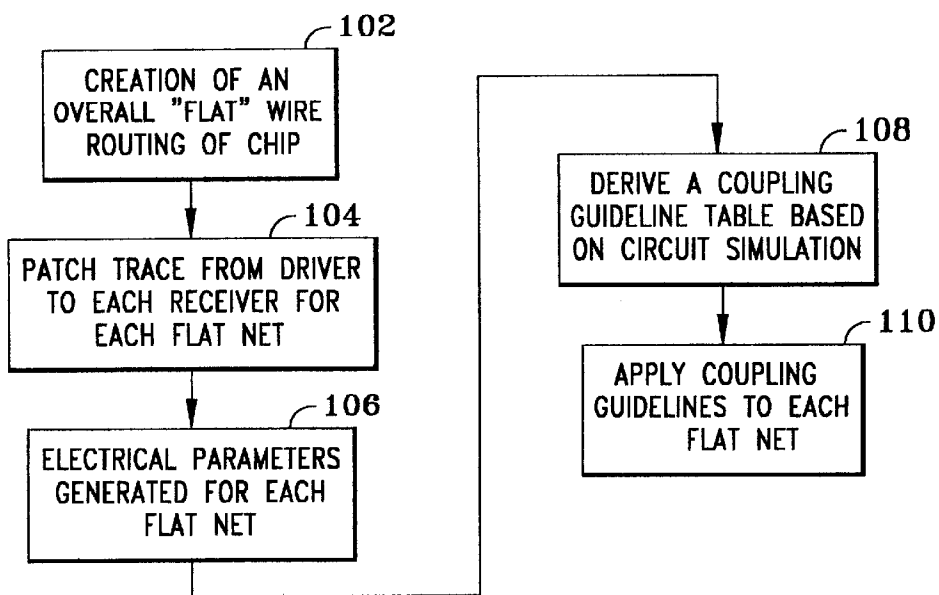 102
CREATION OF AN
OVERALL "FLAT" WIRE
ROUTING OF CHIP
104
PATCH TRACE FROM DRIVER
TO EACH RECEIVER FOR
EACH FLAT NET
106
ELECTRICAL PARAMETERS
GENERATED FOR EACH
FLAT NET
108
DERIVE A COUPLING
GUIDELINE TABLE BASED
ON CIRCUIT SIMULATION
110
APPLY COUPLING
GUIDELINES TO EACH
FLAT NET